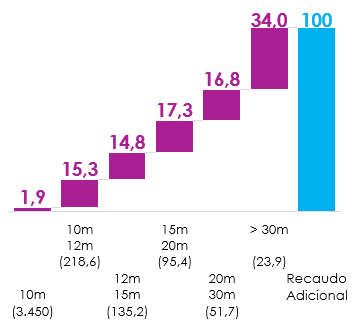 34,0 100
16,8
17,3
14,8
15,3
1,9
10m 15m > 30m
12m 20m
(218,6) (95,4) (23,9)
12m 20m Recaudo
10m 15m 30m Adicional
(3.450) (135,2) (51,7)